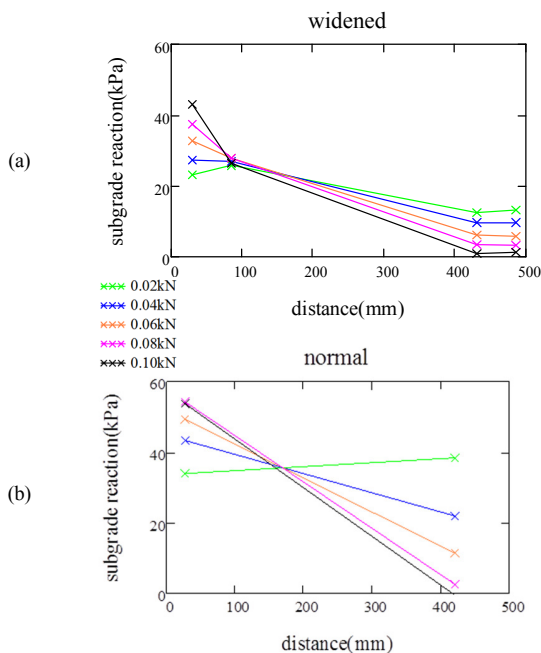 widened
(a)
subgrade reaction(kPa)
60
40
20
0
0 100 200 300 400 500
distance(mm)
0.02kN
0.04kN
0.06kN
0.08kN
0.10kN
normal
(b)
subgrade reaction(kPa)
60
40
20
0
0 100 200 300 400 500
distance(mm)